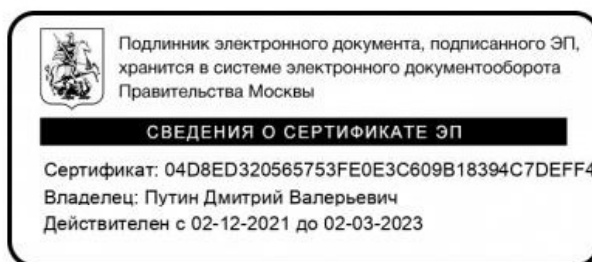 Подлинник электронного документа, подписанного ЭП,
хранится в системе электронного документооборота
Правительства Москвы
СВЕДЕНИЯ О СЕРТИФИКАТЕ ЭП
Сертификат: 04D8ED320565753FE0E3C609B18394C7DEFF4
Владелец: Путин Дмитрий Валерьевич
Действителен с 02-12-2021 до 02-03-2023